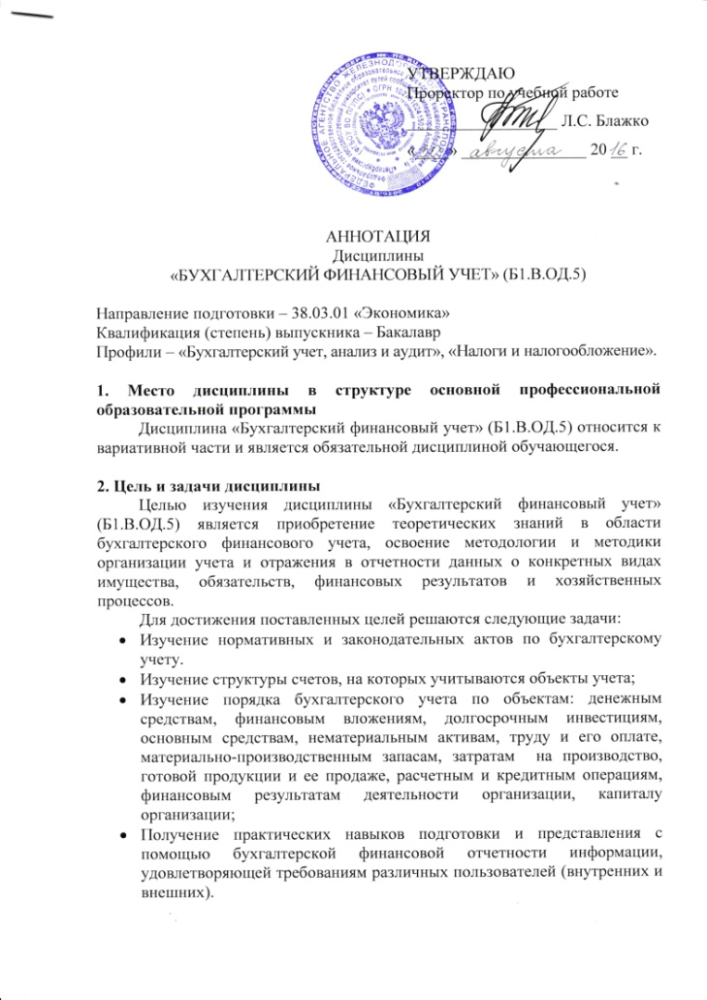 УТВЕРЖДАЮ
Проректор по учебной работе
Л.С. Блажко
« » августа 2016 г.
АННОТАЦИЯ
Дисциплины
«БУХГАЛТЕРСКИЙ ФИНАНСОВЫЙ УЧЕТ» (Б1.В.ОД.5)
Направление подготовки – 38.03.01 «Экономика»
Квалификация (степень) выпускника – Бакалавр
Профили – «Бухгалтерский учет, анализ и аудит», «Налоги и налогообложение».
1. Место дисциплины в структуре основной профессиональной
образовательной программы
Дисциплина «Бухгалтерский финансовый учет» (Б1.В.ОД.5) относится к
вариативной части и является обязательной дисциплиной обучающегося.
2. Цель и задачи дисциплины
Целью изучения дисциплины «Бухгалтерский финансовый учет»
(Б1.В.ОД.5) является приобретение теоретических знаний в области
бухгалтерского финансового учета, освоение методологии и методики
организации учета и отражения в отчетности данных о конкретных видах
имущества, обязательств, финансовых результатов и хозяйственных
процессов.
Для достижения поставленных целей решаются следующие задачи:
• Изучение нормативных и законодательных актов по бухгалтерскому
учету.
• Изучение структуры счетов, на которых учитываются объекты учета;
• Изучение порядка бухгалтерского учета по объектам: денежным
средствам, финансовым вложениям, долгосрочным инвестициям,
основным средствам, нематериальным активам, труду и его оплате,
материально-производственным запасам, затратам на производство,
готовой продукции и ее продаже, расчетным и кредитным операциям,
финансовым результатам деятельности организации, капиталу
организации;
• Получение практических навыков подготовки и представления с
помощью бухгалтерской финансовой отчетности информации,
удовлетворяющей требованиям различных пользователей (внутренних и
внешних).